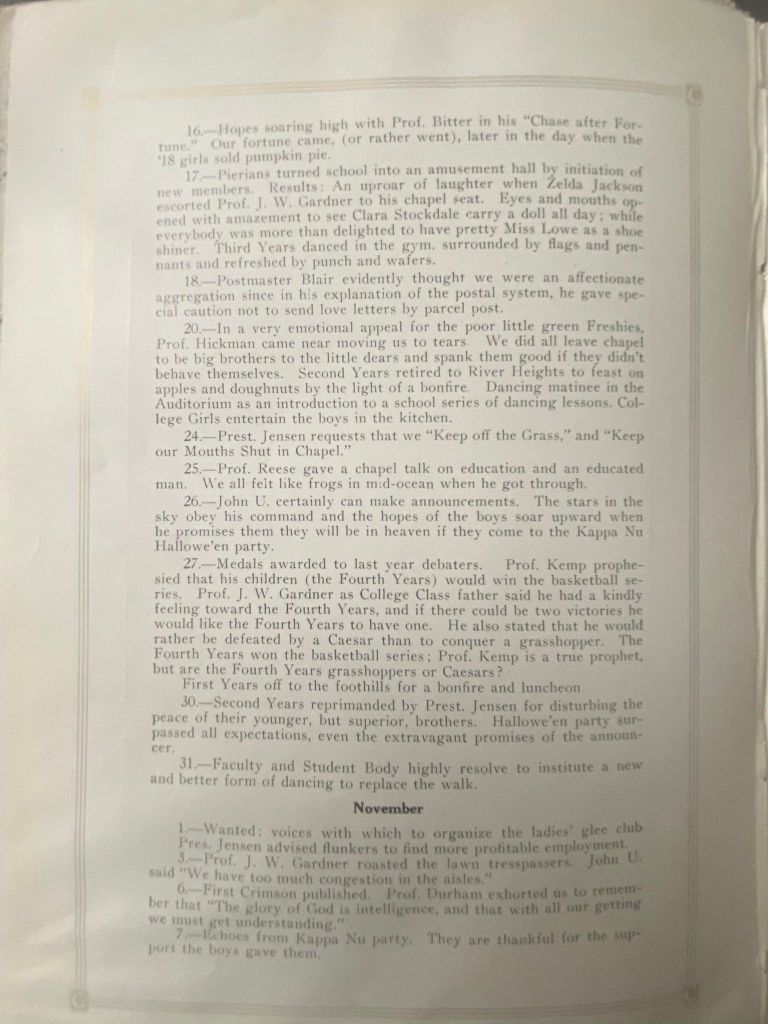 16.—Hopes soaring high with Prof. Bitter in his "Chase after For-
tune." Our fortune came, (or rather went), later in the day when the
'18 girls sold pumpkin pie.
17.—Pierians turned school into an amusement hall by initiation of
new members. Results: An uproar of laughter when Zelda Jackson
escorted Prof. J. W. Gardner to his chapel seat. Eyes and mouths op-
ened with amazement to see Clara Stockdale carry a doll all day; while
everybody was more than delighted to have pretty Miss Lowe as a shoe
shiner. Third Years danced in the gym. surrounded by flags and pen-
nants and refreshed by punch and wafers.
18.—Postmaster Blair evidently thought we were an affectionate
aggregation since in his explanation of the postal system, he gave spe-
cial caution not to send love letters by parcel post.
20.—In a very emotional appeal for the poor little green Freshies,
Prof. Hickman came near moving us to tears. We did all leave chapel
to be big brothers to the little dears and spank them good if they didn't
behave themselves. Second Years retired to River Heights to feast on
apples and doughnuts by the light of a bonfire. Dancing matinee in the
Auditorium as an introduction to a school series of dancing lessons. Col-
lege Girls entertain the boys in the kitchen.
24.—Prest. Jensen requests that we "Keep off the Grass," and "Keep
our Mouths Shut in Chapel."
25.—Prof. Reese gave a chapel talk on education and an educated
man. We all felt like frogs in mid-ocean when he got through.
26.—John U. certainly can make announcements. The stars in the
sky obey his command and the hopes of the boys soar upward when
he promises them they will be in heaven if they come to the Kappa Nu
Hallowe'en party.
27.—Medals awarded to last year debaters. Prof. Kemp prophe-
sied that his children (the Fourth Years) would win the basketball se-
ries. Prof. J. W. Gardner as College Class father said he had a kindly
feeling toward the Fourth Years, and if there could be two victories he
would like the Fourth Years to have one. He also stated that he would
rather be defeated by a Caesar than to conquer a grasshopper. The
Fourth Years won the basketball series; Prof. Kemp is a true prophet,
but are the Fourth Years grasshoppers or Caesars?
First Years off to the foothills for a bonfire and luncheon
30.—Second Years reprimanded by Prest. Jensen for disturbing the
peace of their younger, but superior, brothers. Hallowe'en party sur-
passed all expectations, even the extravagant promises of the announ-
cer.
31.—Faculty and Student Body highly resolve to institute a new
and better form of dancing to replace the walk.
November
1.—Wanted: voices with which to organize the ladies' glee club
Pres. Jensen advised flunkers to find more profitable employment.
3.—Prof. J. W. Gardner roasted the lawn tresspassers. John U.
said "We have too much congestion in the aisles."
6.—First Crimson published. Prof. Durham exhorted us to remem-
ber that "The glory of God is intelligence, and that with all our getting
we must get understanding."
7.—Echoes from Kappa Nu party. They are thankful for the sup-
port the boys gave them.